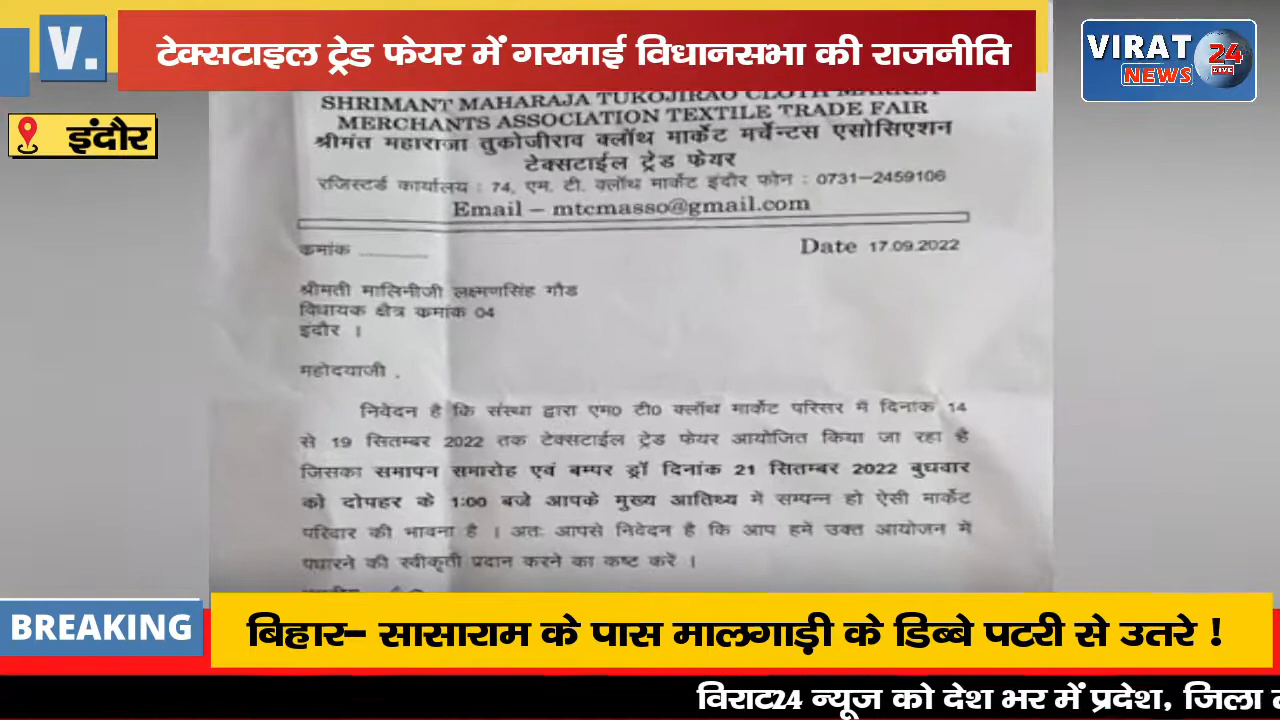 V.
टेक्सटाइल ट्रेड फेयर में गरमाई विधानसभा की राजनीति
VIRAT 24
NEWS LIVE
इंदौर
SHRIMANT MAHARAJA TUKOJIRAO CLOTH MARKET
MERCHANTS ASSOCIATION TEXTILE TRADE FAIR
श्रीमंत महाराजा तुकोजीराव क्लॉथ मार्केट मर्चेन्टस एसोसिएशन
टेक्सटाईल ट्रेड फेयर
रजिस्टर्ड कार्यालय : 74, एम. टी. क्लॉथ मार्केट इंदौर फोन : 0731-2459106
Email – mtcmasso@gmail.com
कमांक ________ Date 17.09.2022
श्रीमती मालिनीजी लक्ष्मणसिंह गौड
विधायक क्षेत्र कमांक 04
इंदौर ।
महोदयाजी .
निवेदन है कि संस्था द्वारा एम0 टी0 क्लॉथ मार्केट परिसर में दिनांक 14
से 19 सितम्बर 2022 तक टेक्सटाईल ट्रेड फेयर आयोजित किया जा रहा है
जिसका समापन समारोह एवं बम्पर ड्रॉ दिनांक 21 सितम्बर 2022 बुधवार
को दोपहर के 1:00 बजे आपके मुख्य आतिथ्य में सम्पन्न हो ऐसी मार्केट
परिवार की भावना है । अतः आपसे निवेदन है कि आप हमें उक्त आयोजन में
पधारने की स्वीकृती प्रदान करने का कष्ट करें ।
BREAKING
बिहार– सासाराम के पास मालगाड़ी के डिब्बे पटरी से उतरे !
विराट24 न्यूज को देश भर में प्रदेश, जिला